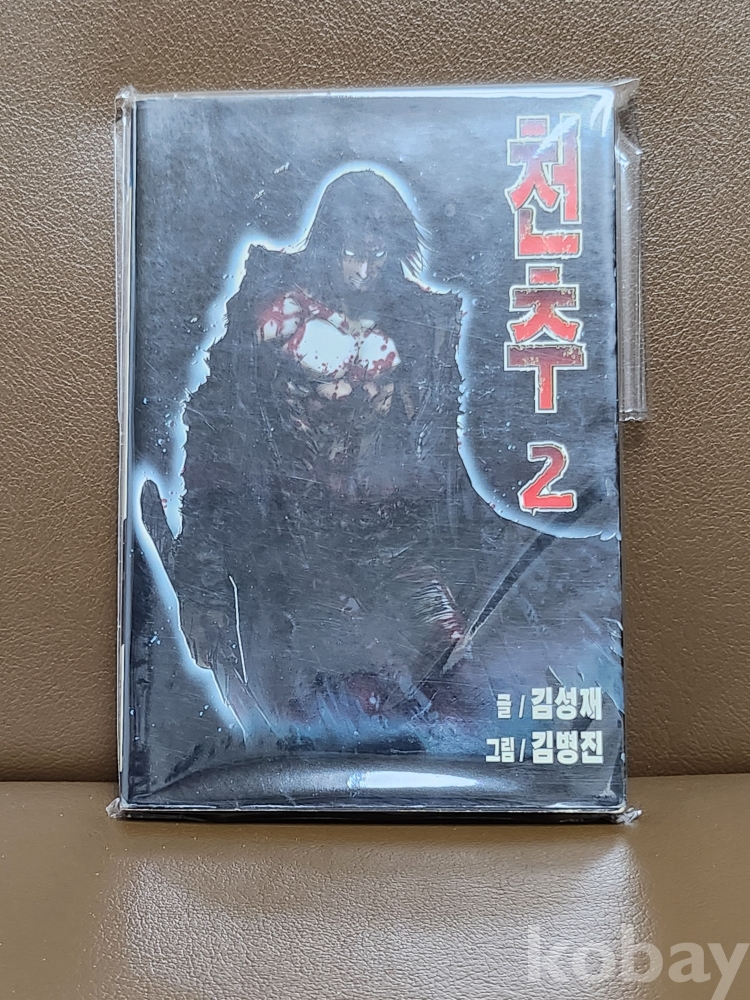 천추 2
글 / 김성재
그림 / 김병진
kobay